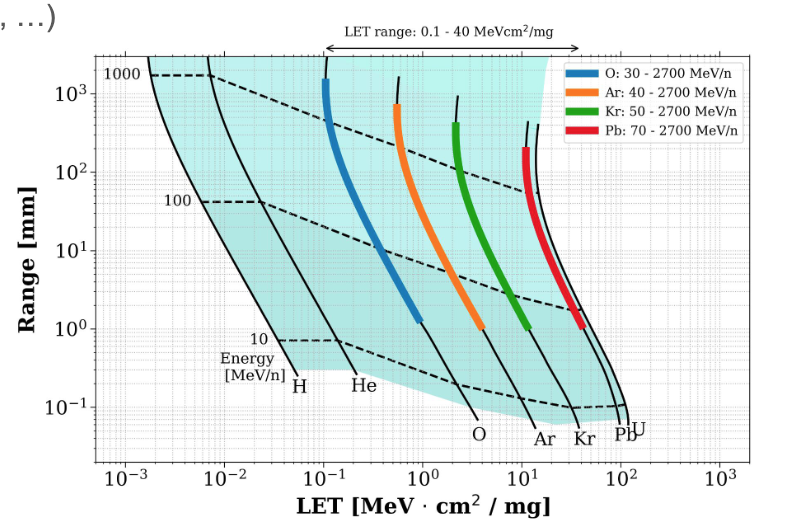 , ...)
LET range: 0.1 - 40 MeVcm²/mg
O: 30 - 2700 MeV/n
Ar: 40 - 2700 MeV/n
Kr: 50 - 2700 MeV/n
Pb: 70 - 2700 MeV/n
1000
100
10
Energy
[MeV/n]
H
He
O
Ar
Kr
Pb
U
Range [mm]
10³
10²
10¹
10⁰
10⁻¹
10⁻³
10⁻²
10⁻¹
10⁰
10¹
10²
10³
LET [MeV · cm² / mg]